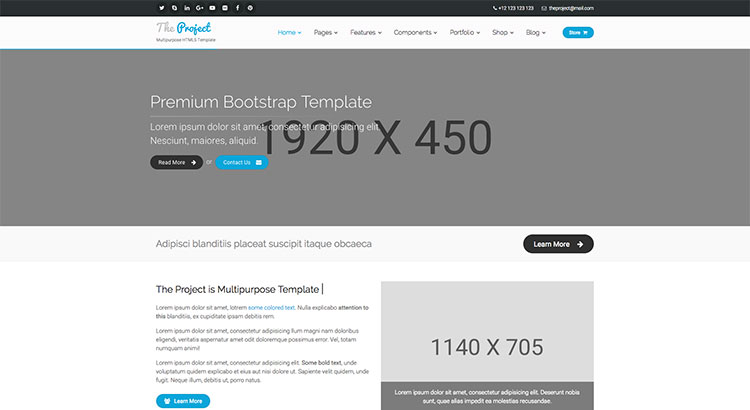 +12 123 123 123 theproject@mail.com
The Project
Multipurpose HTML5 Template
Home Pages Features Components Portfolio Shop Blog Store
Premium Bootstrap Template
Lorem ipsum dolor sit amet, consectetur adipisicing elit.
Nesciunt, maiores, aliquid.
1920 X 450
Read More or Contact Us
Adipisci blanditiis placeat suscipit itaque obcaeca
Learn More
The Project is Multipurpose Template
Lorem ipsum dolor sit amet, lotrem some colored text. Nulla explicabo attention to
this blanditiis, ex cupiditate ipsam debitis rem.
Lorem ipsum dolor sit amet, consectetur adipisicing illum magni nam doloribus
eligendi, veritatis aspernatur amet odit doloremque possimus error. Vel, totam
numquam animi!
Lorem ipsum dolor sit amet, consectetur adipisicing elit. Some bold text, unde
voluptatum quidem explicabo et eius aut nisi debitis. Velit impedit sunt, unde quam
fugit. Neque illum, debitis ut, porro natus.
Learn More
1140 X 705
Lorem ipsum dolor sit amet, consectetur adipisicing elit. Deserunt nobis
sunt, quas aliquam impedit ea molestias recusandae.